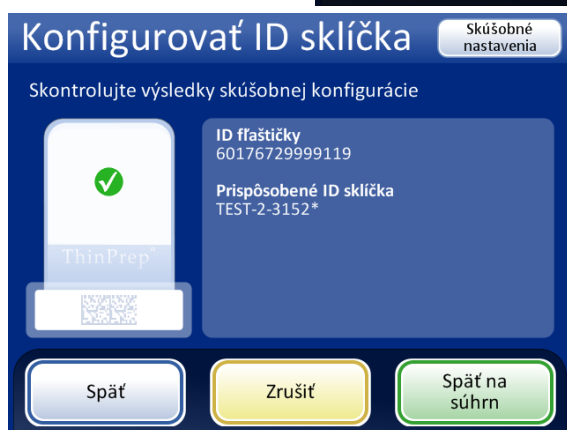 Konfigurovať ID sklíčka
Skúšobné
nastavenia
Skontrolujte výsledky skúšobnej konfigurácie
ThinPrep®
ID fľaštičky
60176729999119
Prispôsobené ID sklíčka
TEST-2-3152*
Späť
Zrušiť
Späť na
súhrn